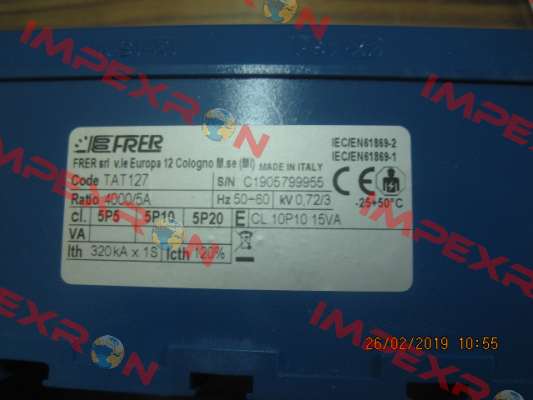 FRER
IEC/EN61869-2
IEC/EN61869-1
FRER srl v.le Europa 12 Cologno M.se (MI) MADE IN ITALY
Code TAT127 S/N C1905799955
Ratio 4000/5A Hz 50-60 kV 0,72/3
-25+50°C
cl. 5P5 5P10 5P20 E CL 10P10 15VA
VA
Ith 320kA x 1S Icth 120%
26/02/2019 10:55
IMPEXRON
IMPEXRON
IMPEXRON
IMPEXRON
IMPEXRON
IMPEXRON